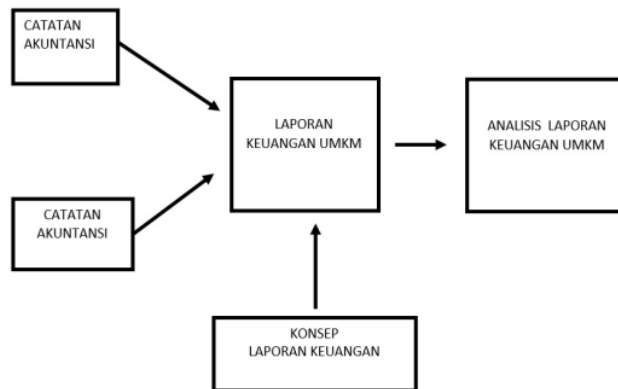 CATATAN
AKUNTANSI
LAPORAN
KEUANGAN UMKM
ANALISIS LAPORAN
KEUANGAN UMKM
CATATAN
AKUNTANSI
KONSEP
LAPORAN KEUANGAN